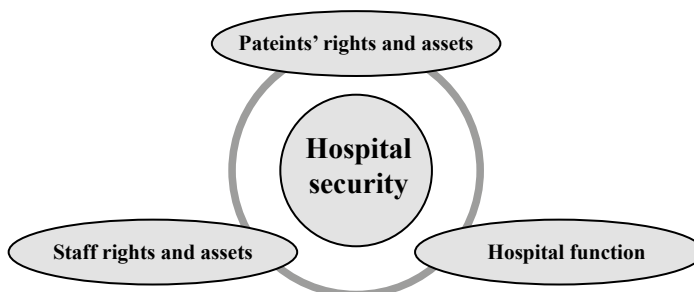 Pateints’ rights and assets
Hospital
security
Staff rights and assets
Hospital function